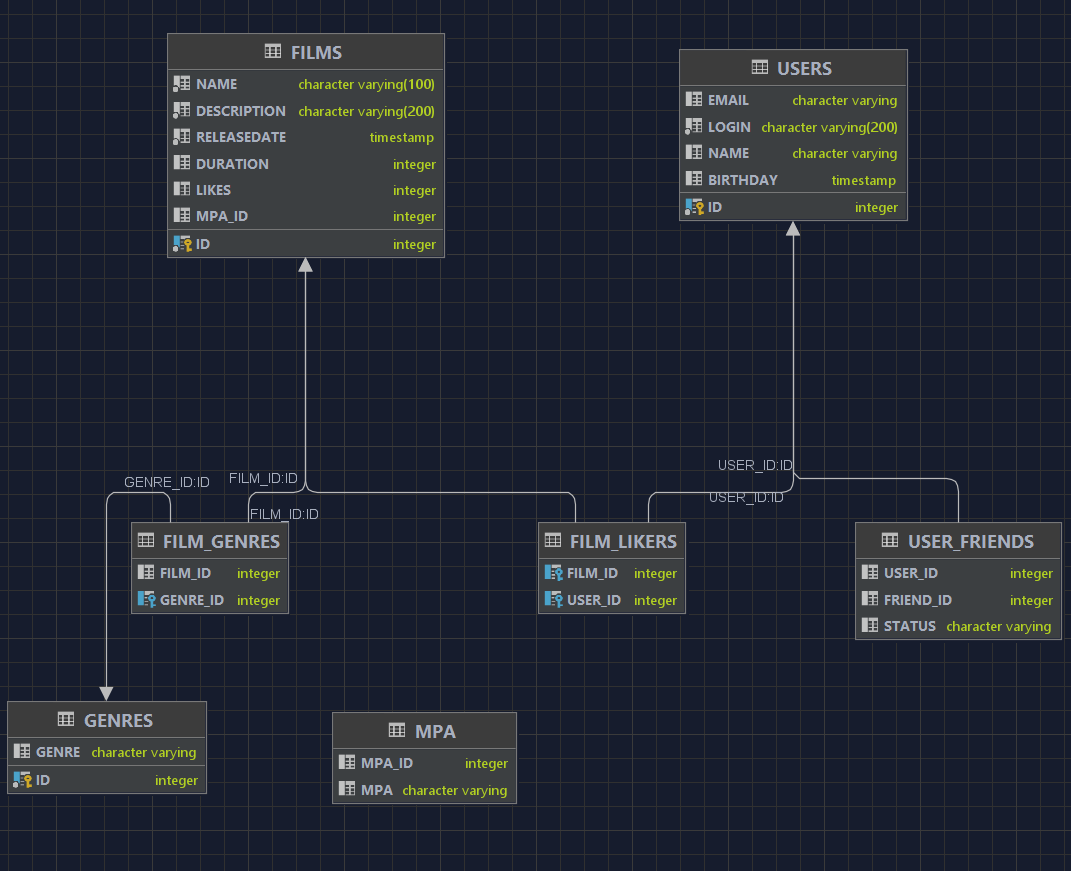 FILMS
NAME character varying(100)
DESCRIPTION character varying(200)
RELEASEDATE timestamp
DURATION integer
LIKES integer
MPA_ID integer
ID integer
USERS
EMAIL character varying
LOGIN character varying(200)
NAME character varying
BIRTHDAY timestamp
ID integer
USER_ID:ID
GENRE_ID:ID
FILM_ID:ID
USER_ID:ID
FILM_ID:ID
FILM_GENRES
FILM_ID integer
GENRE_ID integer
FILM_LIKERS
FILM_ID integer
USER_ID integer
USER_FRIENDS
USER_ID integer
FRIEND_ID integer
STATUS character varying
GENRES
GENRE character varying
ID integer
MPA
MPA_ID integer
MPA character varying